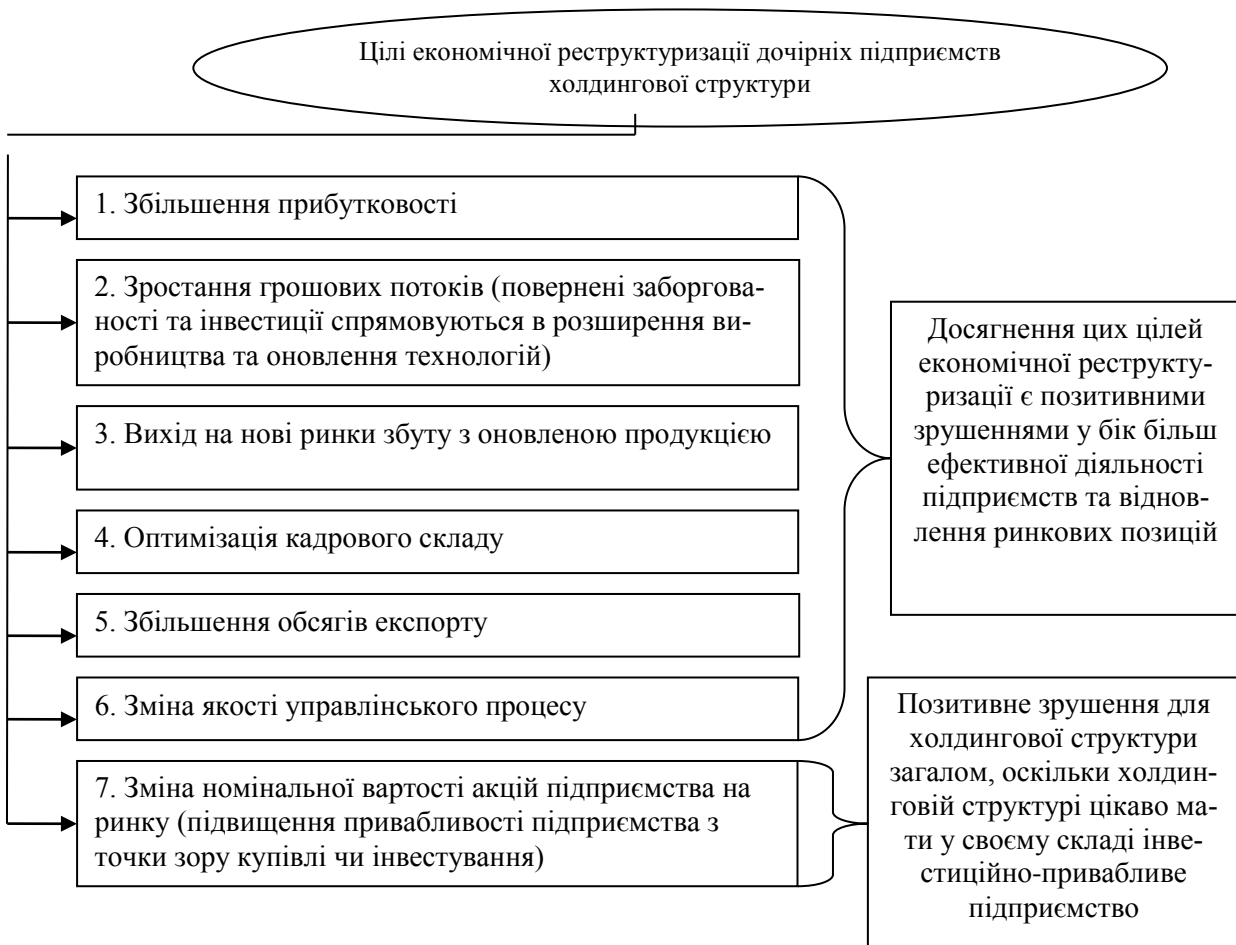 Цілі економічної реструктуризації дочірніх підприємств
холдингової структури
1. Збільшення прибутковості
2. Зростання грошових потоків (повернені заборгова-
ності та інвестиції спрямовуються в розширення ви-
робництва та оновлення технологій)
3. Вихід на нові ринки збуту з оновленою продукцією
4. Оптимізація кадрового складу
5. Збільшення обсягів експорту
6. Зміна якості управлінського процесу
7. Зміна номінальної вартості акцій підприємства на
ринку (підвищення привабливості підприємства з
точки зору купівлі чи інвестування)
Досягнення цих цілей
економічної реструкту-
ризації є позитивними
зрушеннями у бік більш
ефективної діяльності
підприємств та віднов-
лення ринкових позицій
Позитивне зрушення для
холдингової структури
загалом, оскільки холдин-
говій структурі цікаво ма-
ти у своєму складі інве-
стиційно-привабливе
підприємство